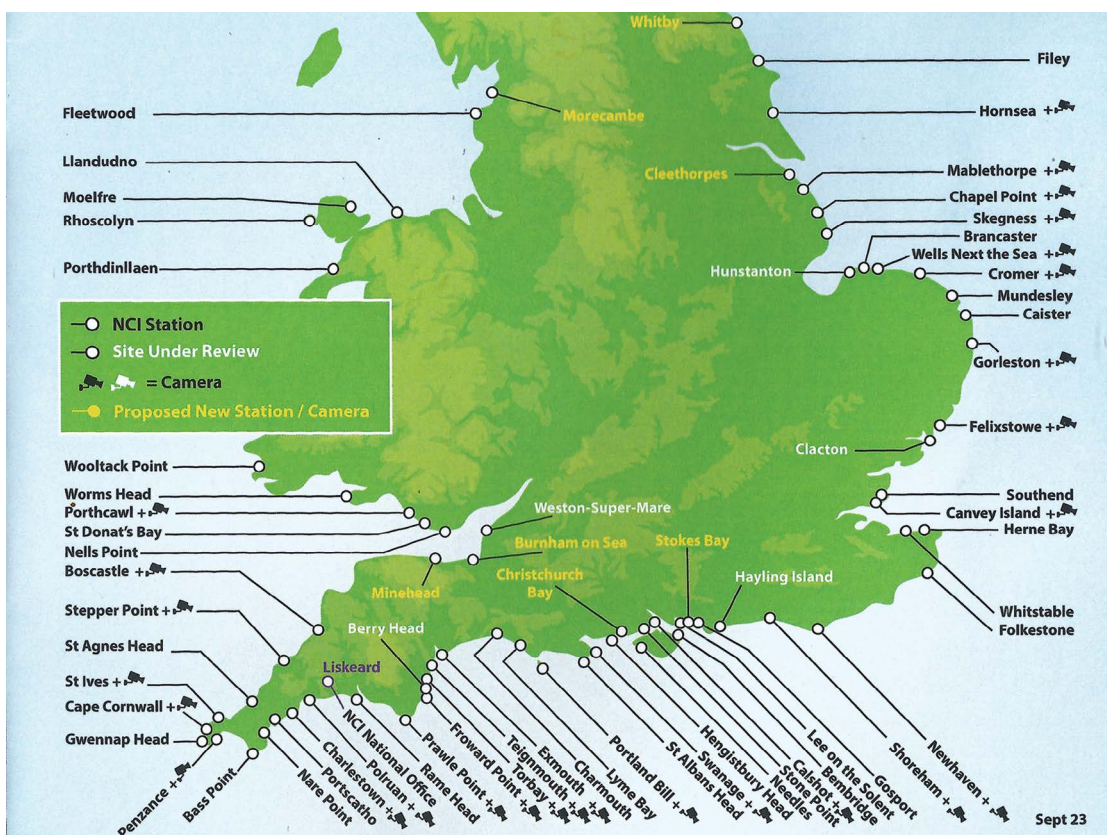 Whitby
Filey
Hornsea +
Fleetwood
Morecambe
Llandudno
Cleethorpes
Mablethorpe +
Chapel Point +
Moelfre
Rhoscolyn
Skegness +
Brancaster
Wells Next the Sea +
Porthdinllaen
Hunstanton
Cromer +
Mundesley
Caister
NCI Station
Site Under Review
= Camera
Proposed New Station / Camera
Gorleston +
Felixstowe +
Clacton
Wooltack Point
Worms Head
Porthcawl +
St Donat's Bay
Nells Point
Boscastle +
Southend
Canvey Island +
Herne Bay
Weston-Super-Mare
Burnham on Sea
Stokes Bay
Christchurch
Bay
Hayling Island
Minehead
Stepper Point +
Berry Head
Whitstable
Folkestone
St Agnes Head
Liskeard
St Ives +
Cape Cornwall +
Gwennap Head
Penzance +
Bass Point
Nare Point
Portscatho
Charlestown +
Polruan +
NCI National Office
Rame Head
Prawle Point +
Froward Point +
Torbay +
Teignmouth +
Exmouth +
Charmouth
Lyme Bay
Portland Bill +
St Albans Head
Swanage +
Hengistbury Head
Needles
Stone Point
Calshot +
Bembridge
Lee on the Solent
Gosport
Shoreham +
Newhaven +
Sept 23